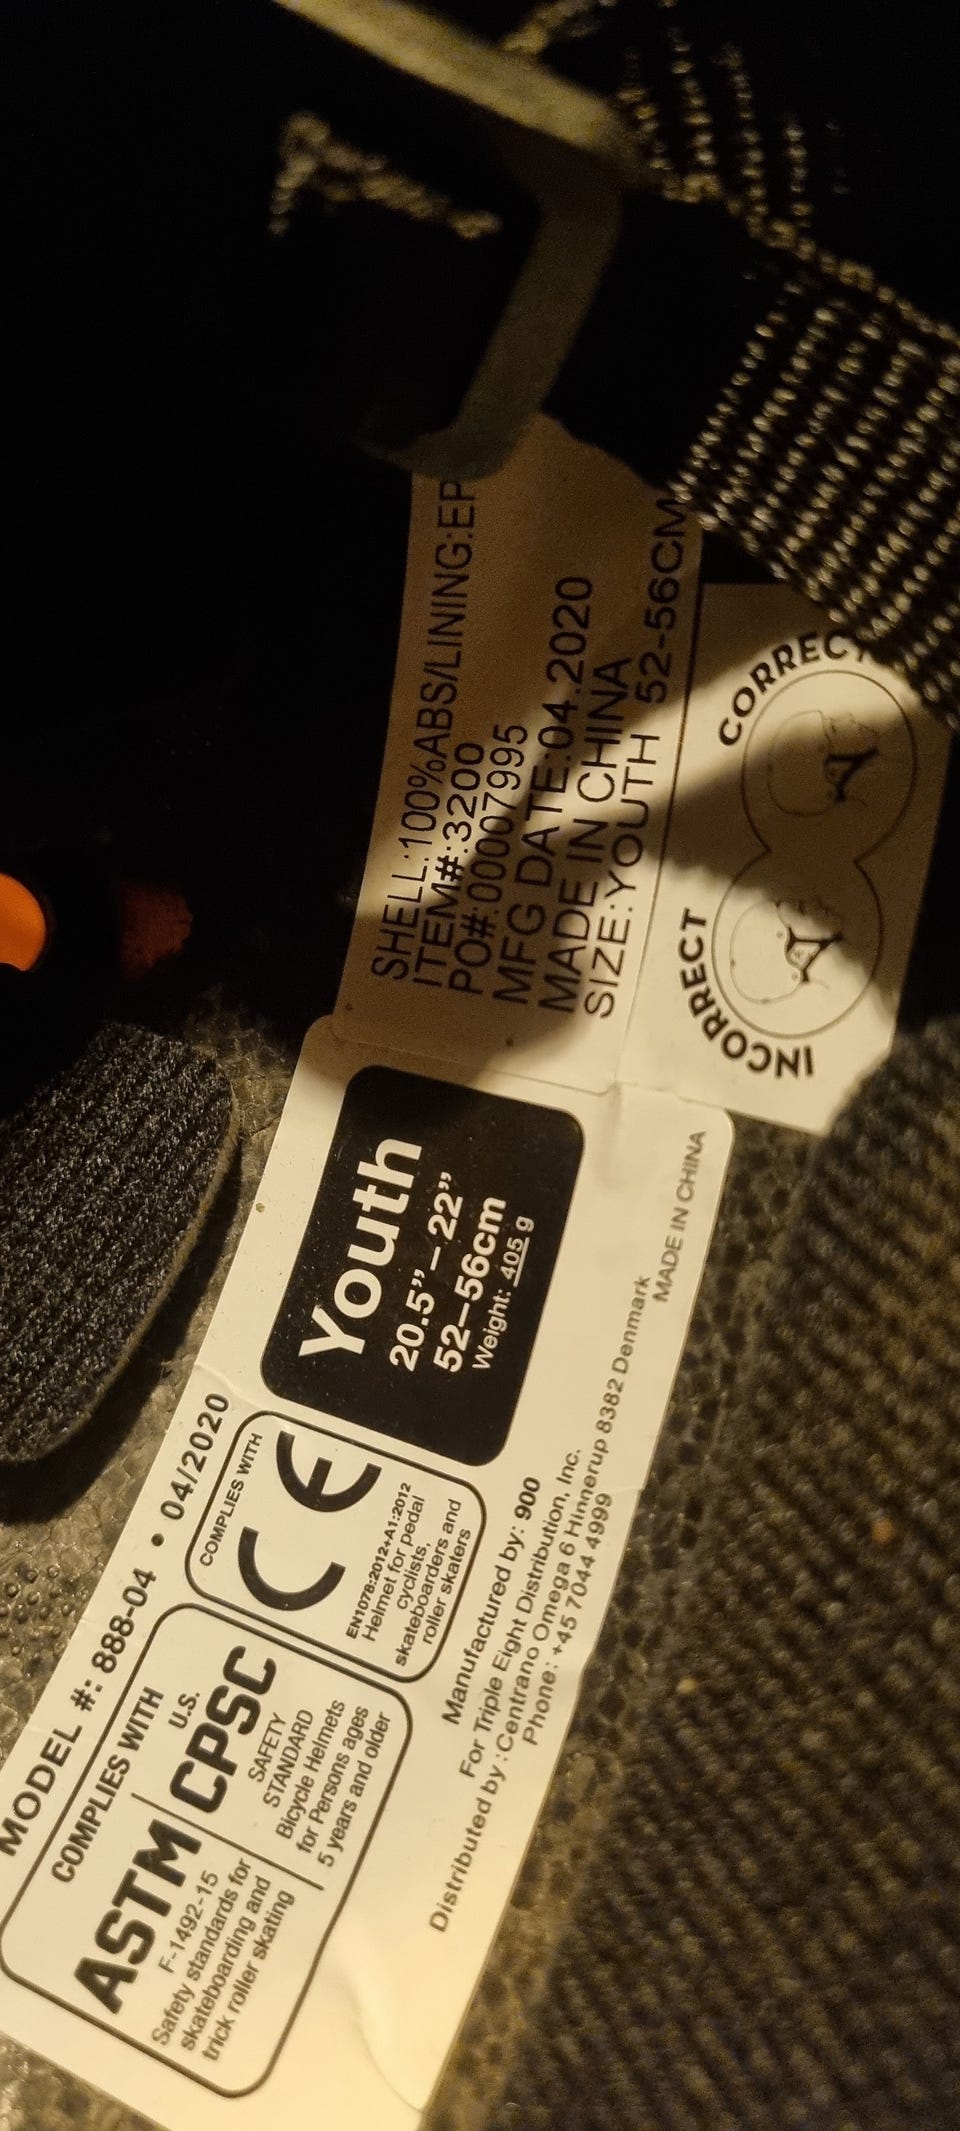 SHELL:100%ABS/LINING:EP
ITEM#:3200
PO#:00007995
MFG DATE:04.2020
MADE IN CHINA
SIZE:YOUTH 52-56CM
CORRECT
INCORRECT
MODEL #: 888-04 • 04/2020
COMPLIES WITH
ASTM
F-1492-15
Safety standards for
skateboarding and
trick roller skating
U.S.
CPSC
SAFETY
STANDARD
Bicycle Helmets
for Persons ages
5 years and older
COMPLIES WITH
CE
EN1078:2012+A1:2012
Helmet for pedal
cyclists,
skateboarders and
roller skaters
Youth
20.5”–22”
52–56cm
Weight: 405 g
Manufactured by: 900
For Triple Eight Distribution, Inc.
Distributed by :Centrano Omega 6 Hinnerup 8382 Denmark
Phone: +45 7044 4999
MADE IN CHINA